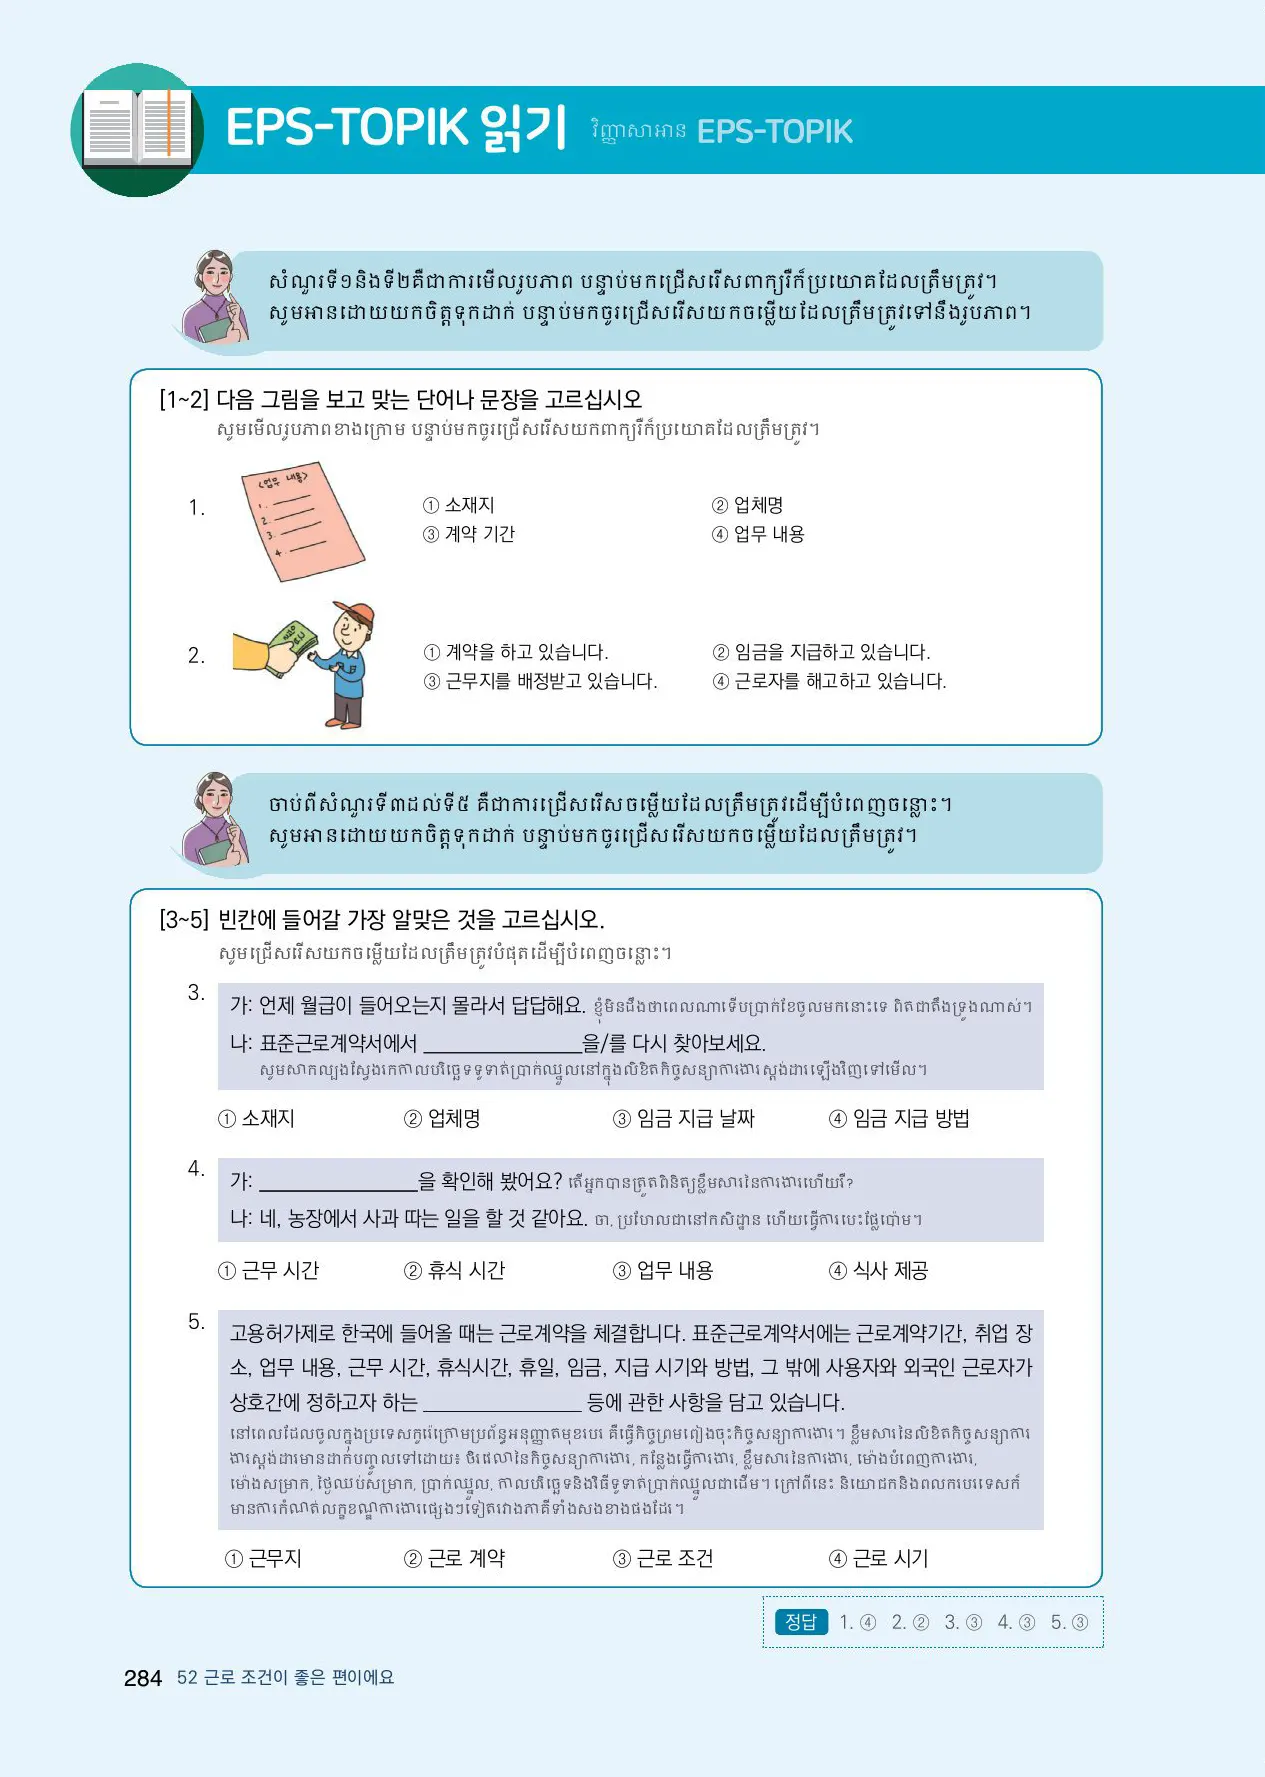 EPS-TOPIK 읽기 វិញ្ញាសាអាន EPS-TOPIK
សំណួរទី១និងទី២គឺជាការមើលរូបភាព បន្ទាប់មកជ្រើសរើសពាក្យឬក៏ប្រយោគដែលត្រឹមត្រូវ។
សូមអានដោយយកចិត្តទុកដាក់ បន្ទាប់មកចូរជ្រើសរើសយកចម្លើយដែលត្រឹមត្រូវទៅនឹងរូបភាព។
[1~2] 다음 그림을 보고 맞는 단어나 문장을 고르십시오
សូមមើលរូបភាពខាងក្រោម បន្ទាប់មកចូរជ្រើសរើសយកពាក្យឬក៏ប្រយោគដែលត្រឹមត្រូវ។
<업무 내용>
1.
2.
3.
4.
1. ① 소재지 ② 업체명
③ 계약 기간 ④ 업무 내용
2. ① 계약을 하고 있습니다. ② 임금을 지급하고 있습니다.
③ 근무지를 배정받고 있습니다. ④ 근로자를 해고하고 있습니다.
ចាប់ពីសំណួរទី៣ដល់ទី៥ គឺជាការជ្រើសរើសចម្លើយដែលត្រឹមត្រូវដើម្បីបំពេញចន្លោះ។
សូមអានដោយយកចិត្តទុកដាក់ បន្ទាប់មកចូរជ្រើសរើសយកចម្លើយដែលត្រឹមត្រូវ។
[3~5] 빈칸에 들어갈 가장 알맞은 것을 고르십시오.
សូមជ្រើសរើសយកចម្លើយដែលត្រឹមត្រូវបំផុតដើម្បីបំពេញចន្លោះ។
3. 가: 언제 월급이 들어오는지 몰라서 답답해요. ខ្ញុំមិនដឹងថាពេលណាទើបប្រាក់ខែចូលមកនោះទេ ពិតជាតឹងទ្រូងណាស់។
나: 표준근로계약서에서 ______________을/를 다시 찾아보세요.
សូមសាកល្បងស្វែងរកកាលបរិច្ឆេទទូទាត់ប្រាក់ឈ្នួលនៅក្នុងលិខិតកិច្ចសន្យាការងារស្តង់ដារឡើងវិញទៅមើល។
① 소재지 ② 업체명 ③ 임금 지급 날짜 ④ 임금 지급 방법
4. 가: ______________을 확인해 봤어요? តើអ្នកបានត្រួតពិនិត្យខ្លឹមសារនៃការងារហើយឬ?
나: 네, 농장에서 사과 따는 일을 할 것 같아요. ចា, ប្រហែលជានៅកសិដ្ឋាន ហើយធ្វើការបេះផ្លែប៉ោម។
① 근무 시간 ② 휴식 시간 ③ 업무 내용 ④ 식사 제공
5. 고용허가제로 한국에 들어올 때는 근로계약을 체결합니다. 표준근로계약서에는 근로계약기간, 취업 장
소, 업무 내용, 근무 시간, 휴식시간, 휴일, 임금, 지급 시기와 방법, 그 밖에 사용자와 외국인 근로자가
상호간에 정하고자 하는 ______________ 등에 관한 사항을 담고 있습니다.
នៅពេលដែលចូលក្នុងប្រទេសកូរ៉េក្រោមប្រព័ន្ធអនុញ្ញាតមុខរបរ គឺធ្វើកិច្ចព្រមព្រៀងចុះកិច្ចសន្យាការងារ។ ខ្លឹមសារនៃលិខិតកិច្ចសន្យាការ
ងារស្តង់ដារមានដាក់បញ្ចូលទៅដោយ៖ ថិរវេលានៃកិច្ចសន្យាការងារ, កន្លែងធ្វើការងារ, ខ្លឹមសារនៃការងារ, ម៉ោងបំពេញការងារ,
ម៉ោងសម្រាក, ថ្ងៃឈប់សម្រាក, ប្រាក់ឈ្នួល, កាលបរិច្ឆេទនិងវិធីទូទាត់ប្រាក់ឈ្នួលជាដើម។ ក្រៅពីនេះ និយោជកនិងពលករបរទេសក៏
មានការកំណត់លក្ខខណ្ឌការងារផ្សេងៗទៀតរវាងភាគីទាំងសងខាងផងដែរ។
① 근무지 ② 근로 계약 ③ 근로 조건 ④ 근로 시기
정답 1. ④ 2. ② 3. ③ 4. ③ 5. ③
284 52 근로 조건이 좋은 편이에요